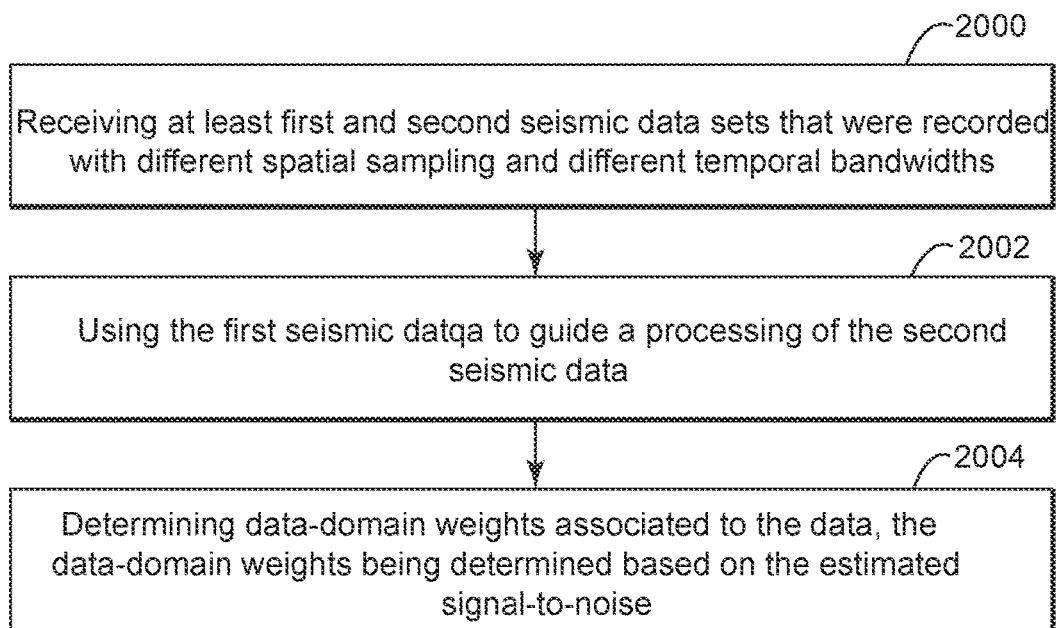 2000
Receiving at least first and second seismic data sets that were recorded
with different spatial sampling and different temporal bandwidths
2002
Using the first seismic datqa to guide a processing of the second
seismic data
2004
Determining data-domain weights associated to the data, the
data-domain weights being determined based on the estimated
signal-to-noise